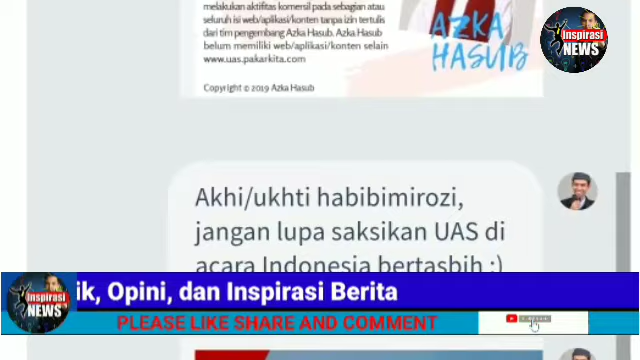 melakukan aktifitas komersil pada sebagian atau
seluruh isi web/aplikasi/konten tanpa izin tertulis
dari tim pengembang Azka Hasub. Azka Hasub
belum memiliki web/aplikasi/konten selain
www.uas.pakarkita.com
Copyright © 2019 Azka Hasub
AZKA
HASUB
Inspirasi
NEWS
Akhi/ukhti habibimirozi,
jangan lupa saksikan UAS di
acara Indonesia bertasbih :)
Inspirasi
NEWS
ik, Opini, dan Inspirasi Berita
PLEASE LIKE SHARE AND COMMENT